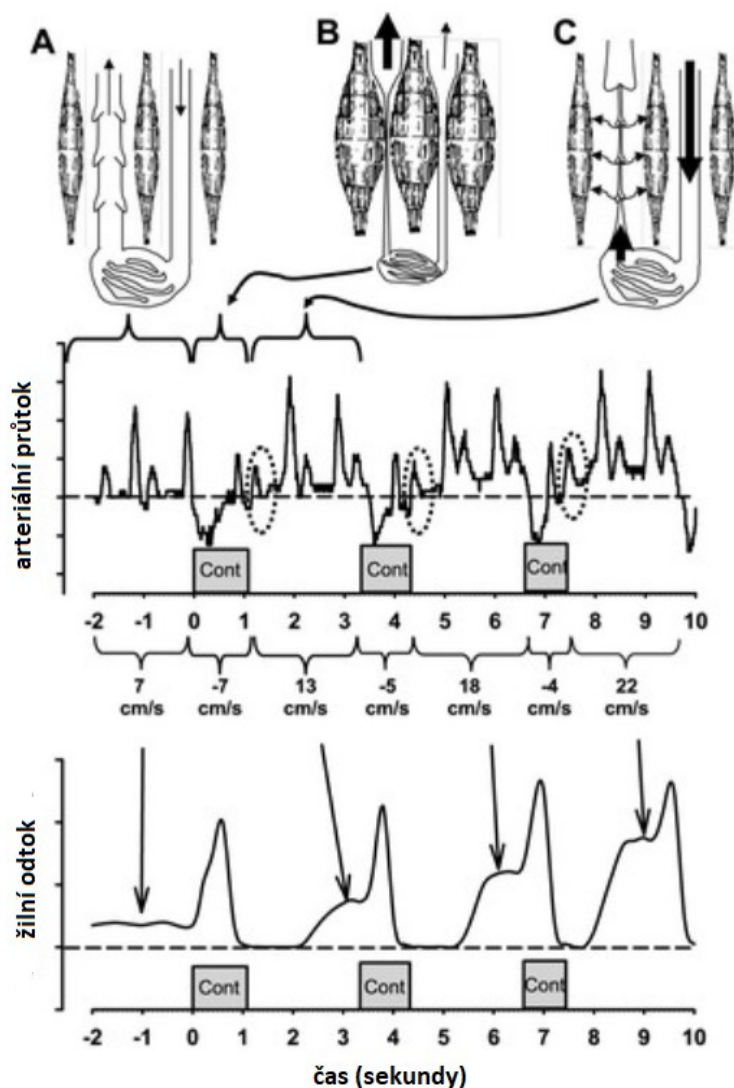 A
B
C
arteriální průtok
Cont Cont Cont
-2 -1 0 1 2 3 4 5 6 7 8 9 10
7 -7 13 -5 18 -4 22
cm/s cm/s cm/s cm/s cm/s cm/s cm/s
žilní odtok
Cont Cont Cont
-2 -1 0 1 2 3 4 5 6 7 8 9 10
čas (sekundy)